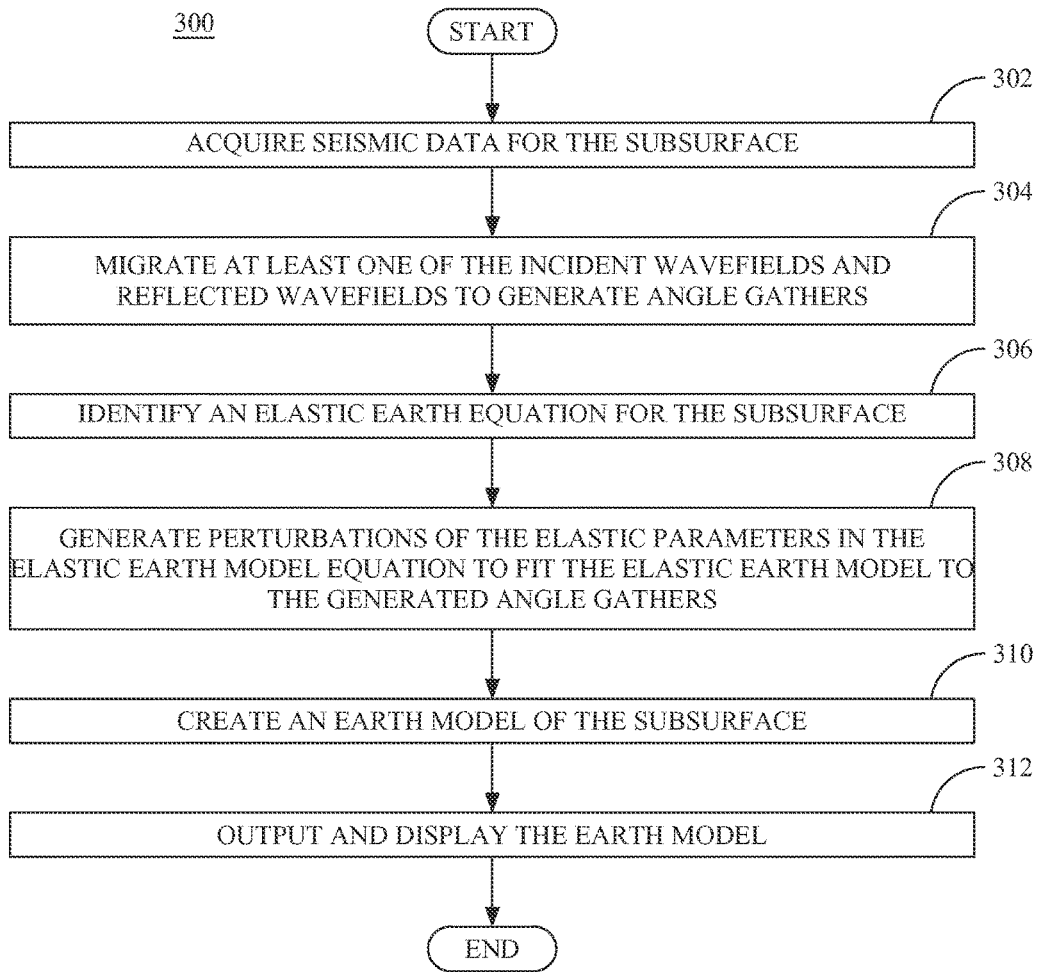 300
START
302
ACQUIRE SEISMIC DATA FOR THE SUBSURFACE
304
MIGRATE AT LEAST ONE OF THE INCIDENT WAVEFIELDS AND
REFLECTED WAVEFIELDS TO GENERATE ANGLE GATHERS
306
IDENTIFY AN ELASTIC EARTH EQUATION FOR THE SUBSURFACE
308
GENERATE PERTURBATIONS OF THE ELASTIC PARAMETERS IN THE
ELASTIC EARTH MODEL EQUATION TO FIT THE ELASTIC EARTH MODEL TO
THE GENERATED ANGLE GATHERS
310
CREATE AN EARTH MODEL OF THE SUBSURFACE
312
OUTPUT AND DISPLAY THE EARTH MODEL
END